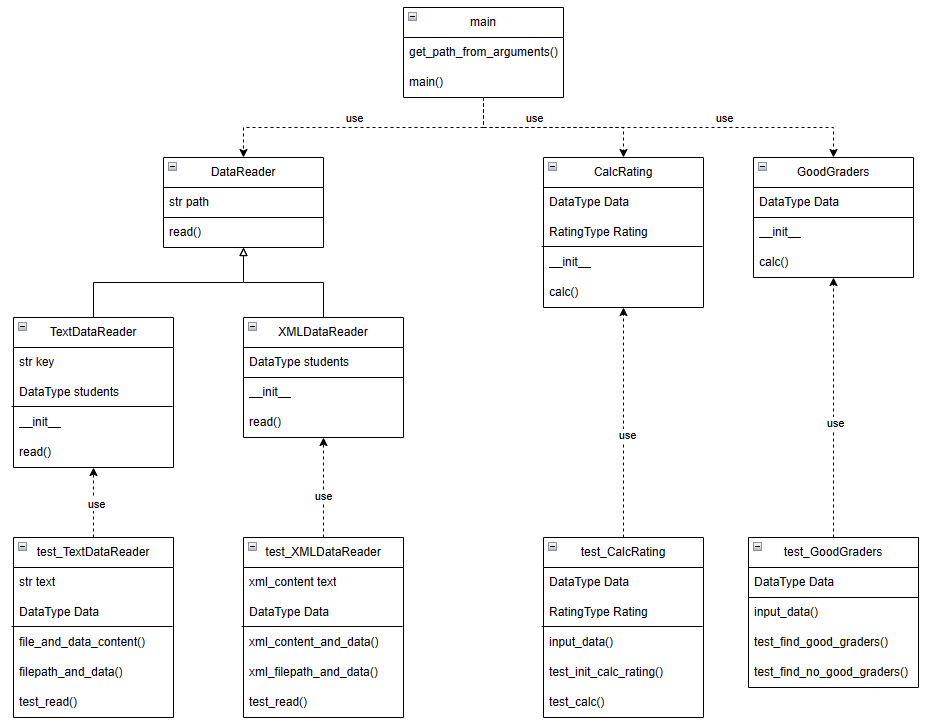 main
get_path_from_arguments()
main()
use
use
use
DataReader
str path
read()
CalcRating
DataType Data
RatingType Rating
__init__
calc()
GoodGraders
DataType Data
__init__
calc()
TextDataReader
str key
DataType students
__init__
read()
XMLDataReader
DataType students
__init__
read()
use
use
use
use
test_TextDataReader
str text
DataType Data
file_and_data_content()
filepath_and_data()
test_read()
test_XMLDataReader
xml_content text
DataType Data
xml_content_and_data()
xml_filepath_and_data()
test_read()
test_CalcRating
DataType Data
RatingType Rating
input_data()
test_init_calc_rating()
test_calc()
test_GoodGraders
DataType Data
input_data()
test_find_good_graders()
test_find_no_good_graders()